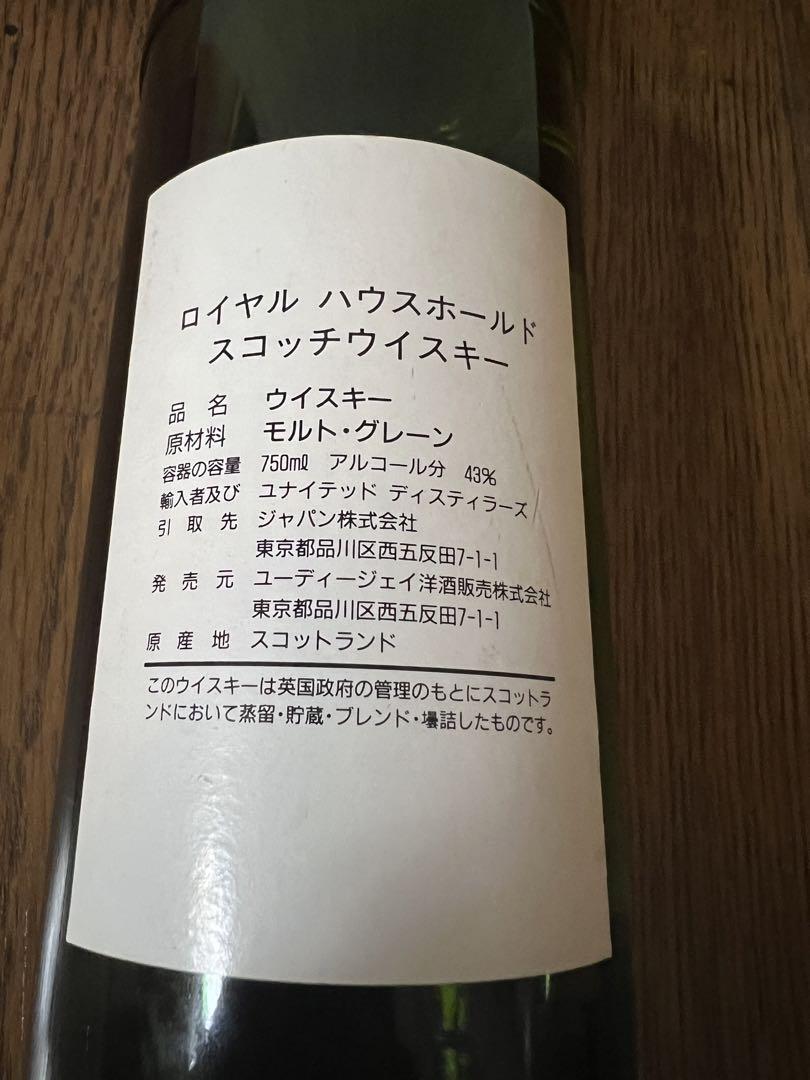 ロイヤル ハウスホールド
スコッチウイスキー
品名 ウイスキー
原材料 モルト・グレーン
容器の容量 750mℓ アルコール分 43%
輸入者及び ユナイテッド ディスティラーズ
引取先 ジャパン株式会社
東京都品川区西五反田7-1-1
発売元 ユーディージェイ洋酒販売株式会社
東京都品川区西五反田7-1-1
原産地 スコットランド
このウイスキーは英国政府の管理のもとにスコットラ
ンドにおいて蒸留・貯蔵・ブレンド・壜詰したものです。